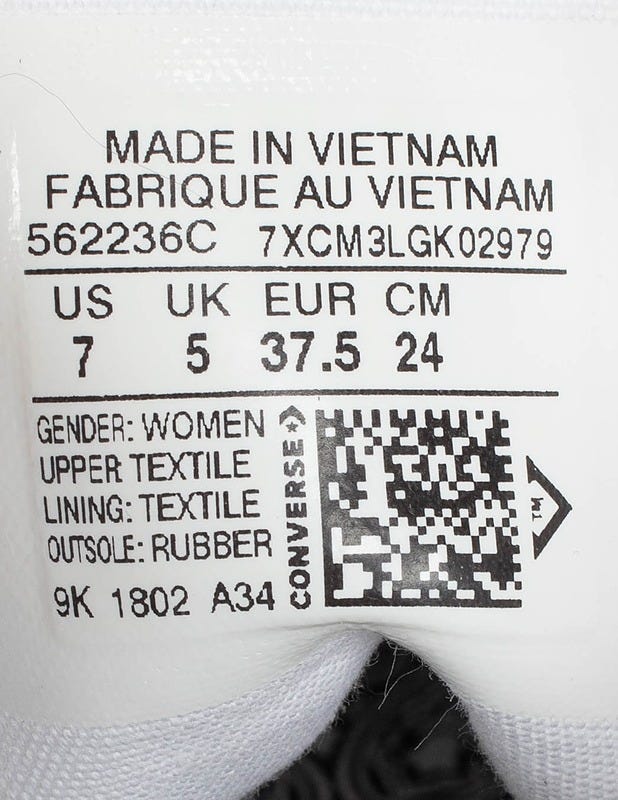 MADE IN VIETNAM
FABRIQUE AU VIETNAM
562236C 7XCM3LGK02979
US UK EUR CM
7 5 37.5 24
GENDER: WOMEN
UPPER TEXTILE
LINING: TEXTILE
OUTSOLE: RUBBER
9K 1802 A34
CONVERSE